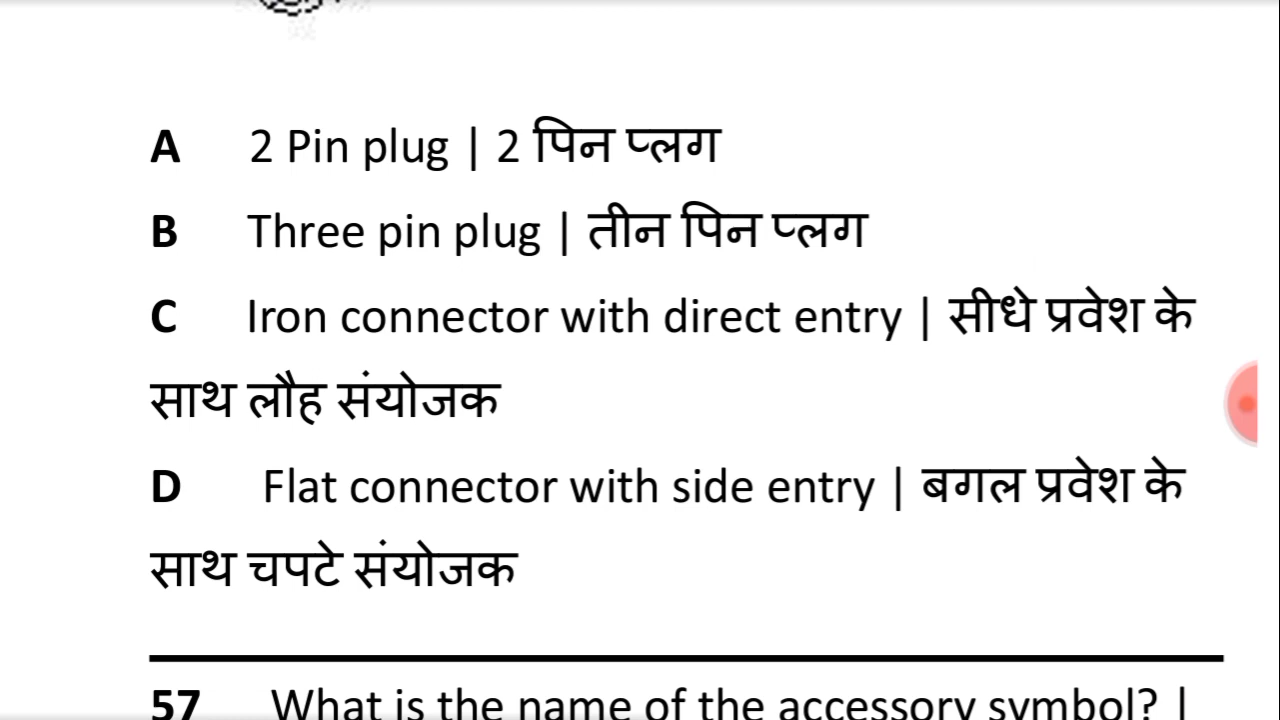 A 2 Pin plug | 2 पिन प्लग
B Three pin plug | तीन पिन प्लग
C Iron connector with direct entry | सीधे प्रवेश के
साथ लौह संयोजक
D Flat connector with side entry | बगल प्रवेश के
साथ चपटे संयोजक
57 What is the name of the accessory symbol? |